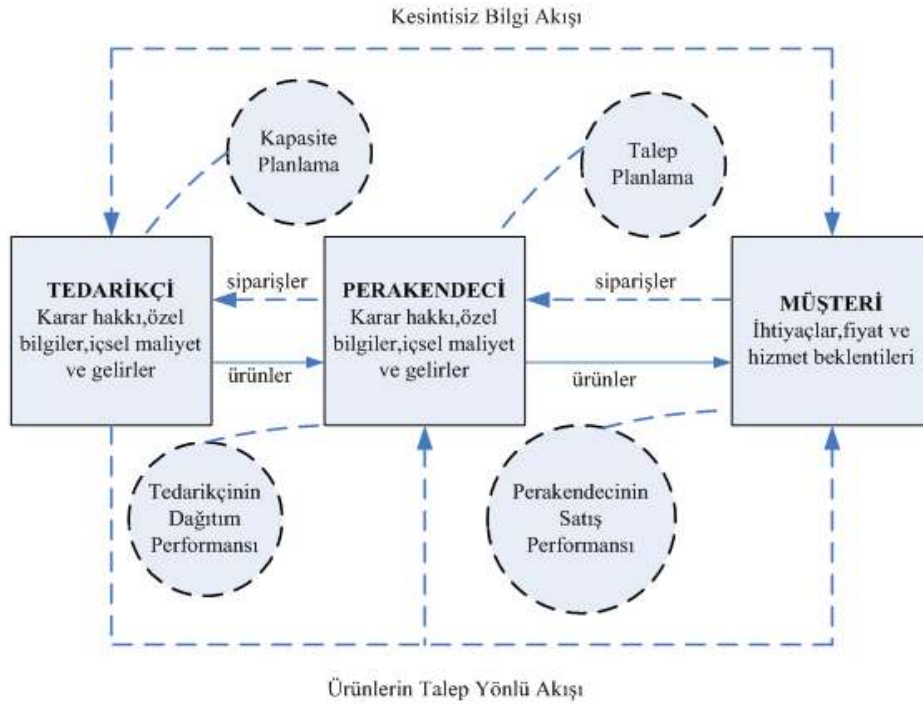 Kesintisiz Bilgi Akışı
Kapasite
Planlama
Talep
Planlama
TEDARİKÇİ
Karar hakkı,özel
bilgiler,içsel maliyet
ve gelirler
siparişler
ürünler
PERAKENDECİ
Karar hakkı,özel
bilgiler,içsel maliyet
ve gelirler
siparişler
ürünler
MÜŞTERİ
İhtiyaçlar,fiyat ve
hizmet beklentileri
Tedarikçinin
Dağıtım
Performansı
Perakendecinin
Satış
Performansı
Ürünlerin Talep Yönlü Akışı